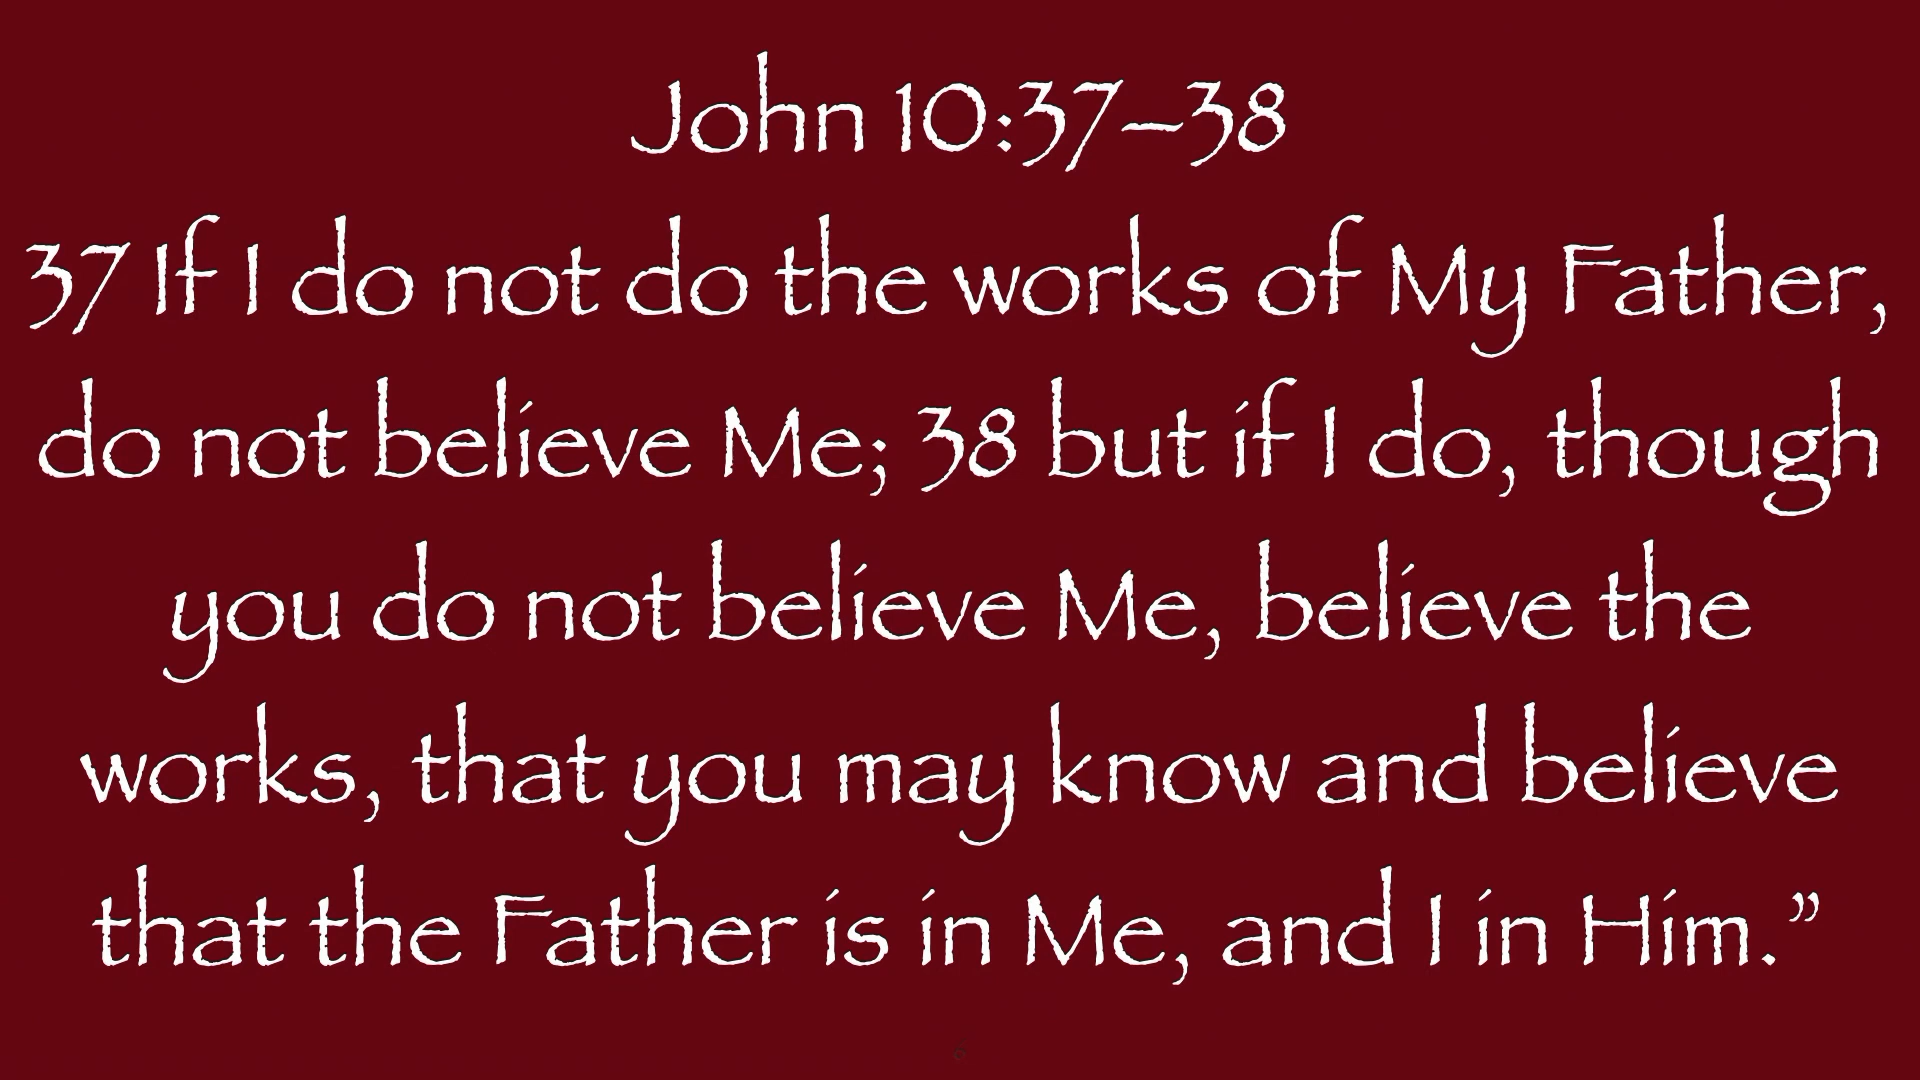 John 10:37–38
37 If I do not do the works of My Father,
do not believe Me; 38 but if I do, though
you do not believe Me, believe the
works, that you may know and believe
that the Father is in Me, and I in Him.”